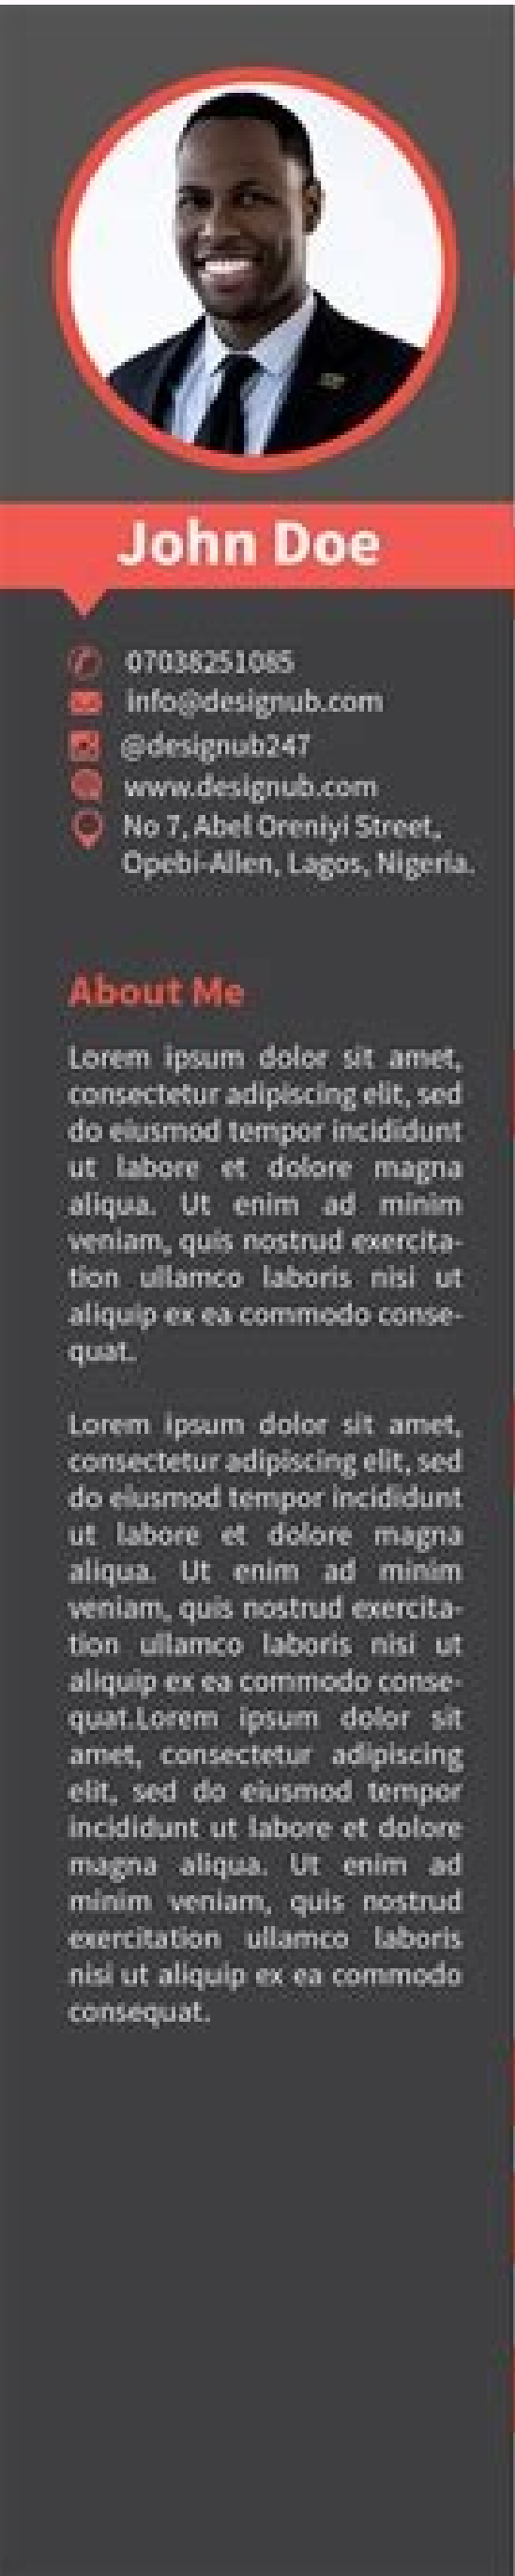 John Doe
07038251085
info@designub.com
@designub247
www.designub.com
No 7, Abel Oreniyi Street,
Opebi-Allen, Lagos, Nigeria.
About Me
Lorem ipsum dolor sit amet,
consectetur adipiscing elit, sed
do eiusmod tempor incididunt
ut labore et dolore magna
aliqua. Ut enim ad minim
veniam, quis nostrud exercita-
tion ullamco laboris nisi ut
aliquip ex ea commodo conse-
quat.
Lorem ipsum dolor sit amet,
consectetur adipiscing elit, sed
do eiusmod tempor incididunt
ut labore et dolore magna
aliqua. Ut enim ad minim
veniam, quis nostrud exercita-
tion ullamco laboris nisi ut
aliquip ex ea commodo conse-
quat.Lorem ipsum dolor sit
amet, consectetur adipiscing
elit, sed do eiusmod tempor
incididunt ut labore et dolore
magna aliqua. Ut enim ad
minim veniam, quis nostrud
exercitation ullamco laboris
nisi ut aliquip ex ea commodo
consequat.